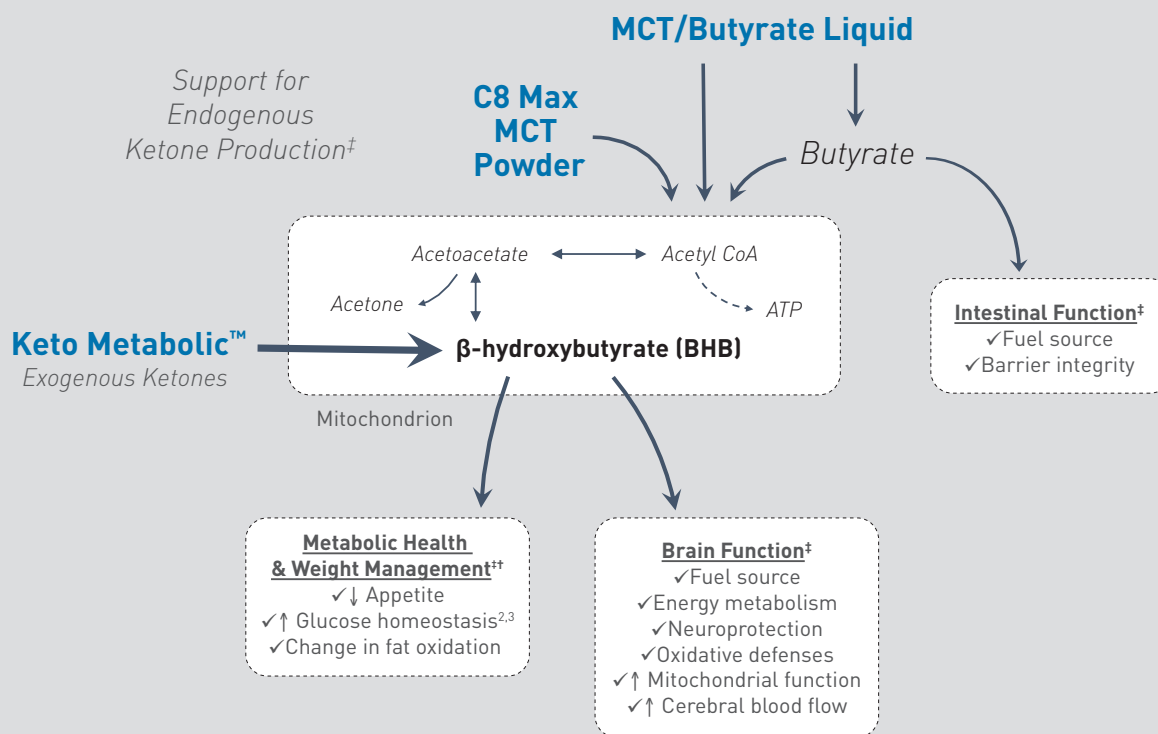 MCT/Butyrate Liquid
Support for
Endogenous
Ketone Production‡
C8 Max
MCT
Powder
Butyrate
Acetoacetate
Acetyl CoA
Acetone
ATP
Keto Metabolic™
Exogenous Ketones
β-hydroxybutyrate (BHB)
Mitochondrion
Intestinal Function‡
✓Fuel source
✓Barrier integrity
Metabolic Health
& Weight Management‡†
✓↓ Appetite
✓↑ Glucose homeostasis2,3
✓Change in fat oxidation
Brain Function‡
✓Fuel source
✓Energy metabolism
✓Neuroprotection
✓Oxidative defenses
✓↑ Mitochondrial function
✓↑ Cerebral blood flow